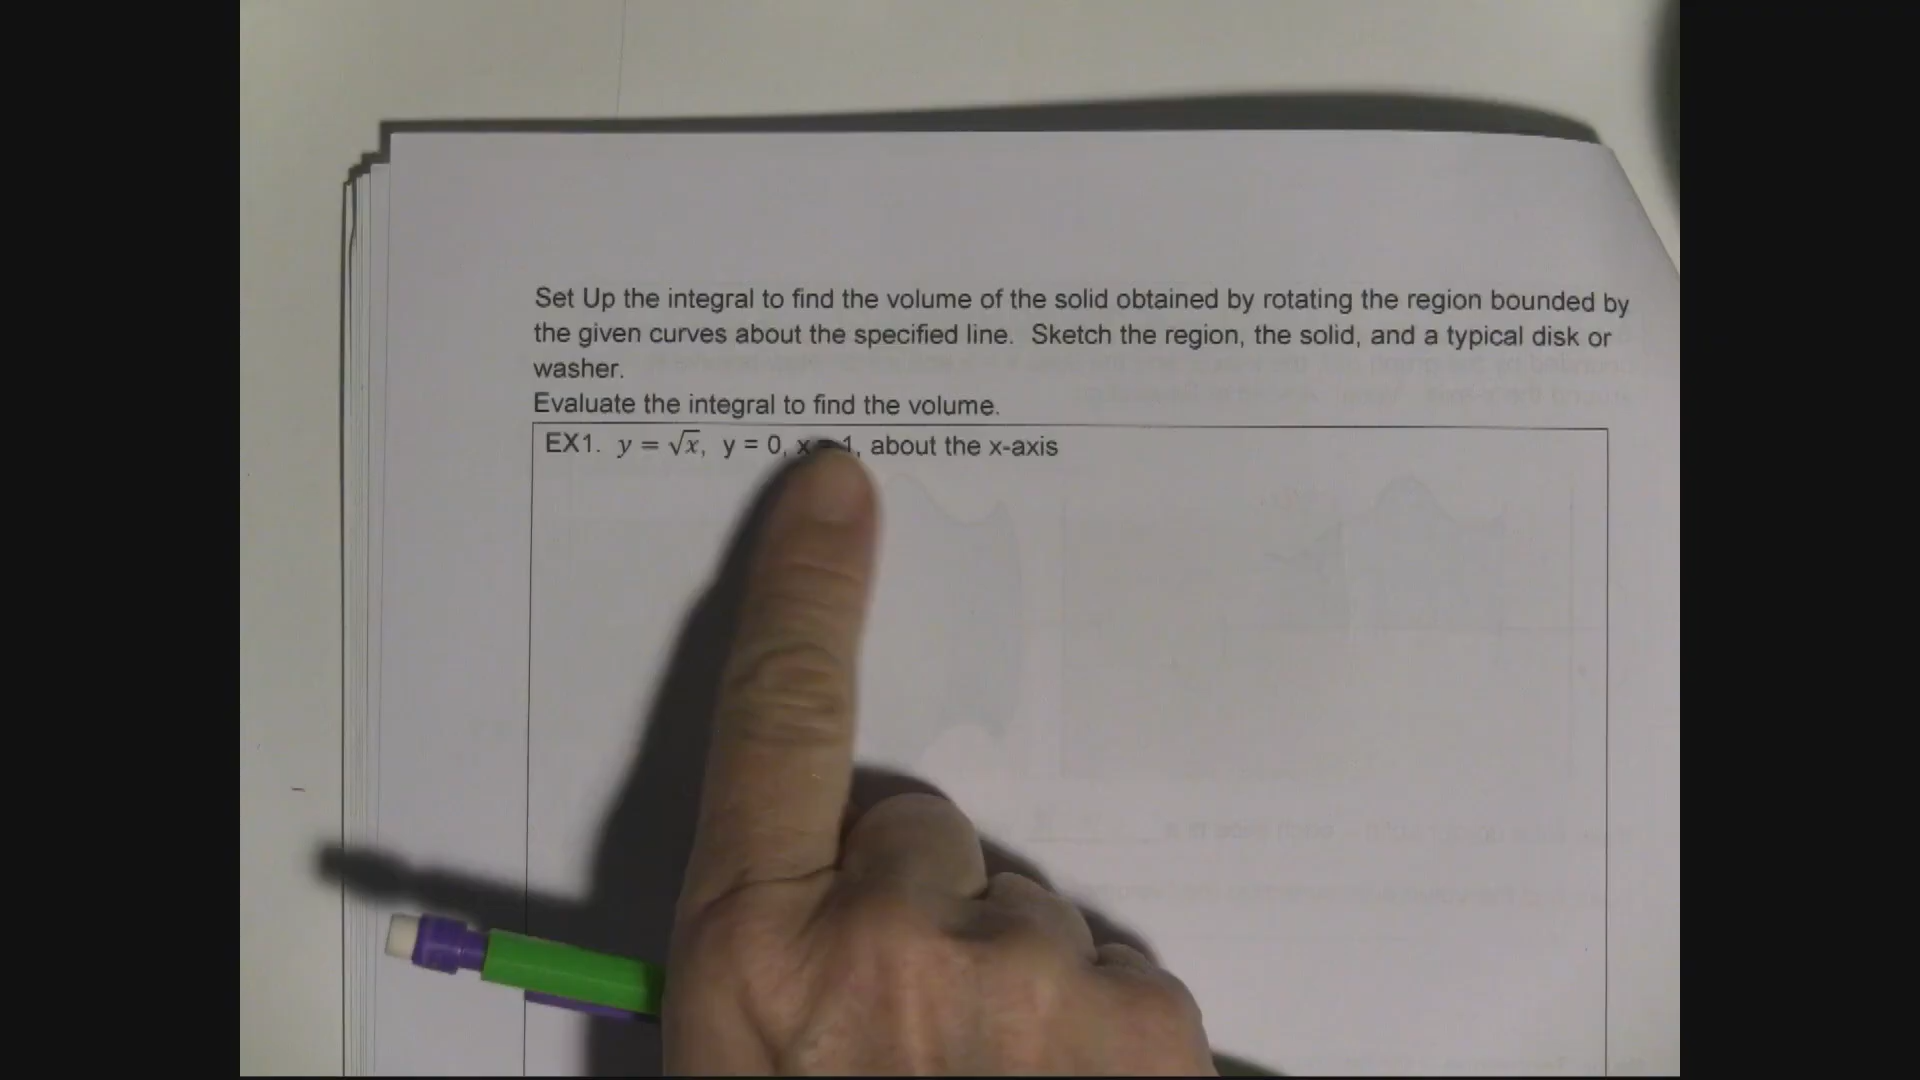 Set Up the integral to find the volume of the solid obtained by rotating the region bounded by
the given curves about the specified line. Sketch the region, the solid, and a typical disk or
washer.
Evaluate the integral to find the volume.
EX1. y = √x, y = 0, x = 1, about the x-axis